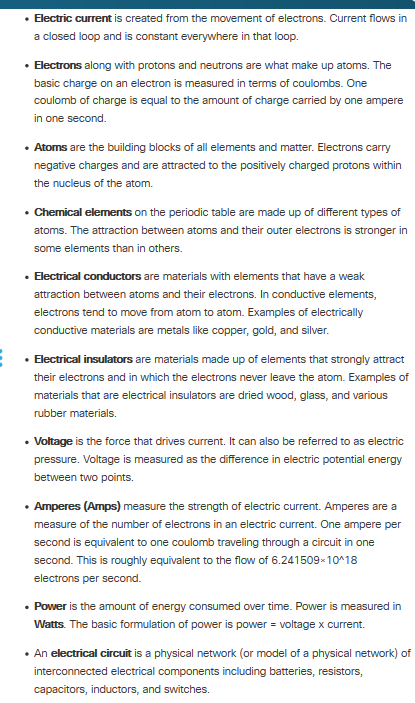 • Electric current is created from the movement of electrons. Current flows in
a closed loop and is constant everywhere in that loop.
• Electrons along with protons and neutrons are what make up atoms. The
basic charge on an electron is measured in terms of coulombs. One
coulomb of charge is equal to the amount of charge carried by one ampere
in one second.
• Atoms are the building blocks of all elements and matter. Electrons carry
negative charges and are attracted to the positively charged protons within
the nucleus of the atom.
• Chemical elements on the periodic table are made up of different types of
atoms. The attraction between atoms and their outer electrons is stronger in
some elements than in others.
• Electrical conductors are materials with elements that have a weak
attraction between atoms and their electrons. In conductive elements,
electrons tend to move from atom to atom. Examples of electrically
conductive materials are metals like copper, gold, and silver.
• Electrical insulators are materials made up of elements that strongly attract
their electrons and in which the electrons never leave the atom. Examples of
materials that are electrical insulators are dried wood, glass, and various
rubber materials.
• Voltage is the force that drives current. It can also be referred to as electric
pressure. Voltage is measured as the difference in electric potential energy
between two points.
• Amperes (Amps) measure the strength of electric current. Amperes are a
measure of the number of electrons in an electric current. One ampere per
second is equivalent to one coulomb traveling through a circuit in one
second. This is roughly equivalent to the flow of 6.241509×10^18
electrons per second.
• Power is the amount of energy consumed over time. Power is measured in
Watts. The basic formulation of power is power = voltage x current.
• An electrical circuit is a physical network (or model of a physical network) of
interconnected electrical components including batteries, resistors,
capacitors, inductors, and switches.